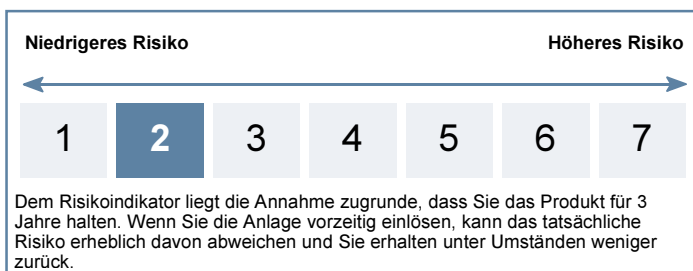 Niedrigeres Risiko Höheres Risiko
1 2 3 4 5 6 7
Dem Risikoindikator liegt die Annahme zugrunde, dass Sie das Produkt für 3
Jahre halten. Wenn Sie die Anlage vorzeitig einlösen, kann das tatsächliche
Risiko erheblich davon abweichen und Sie erhalten unter Umständen weniger
zurück.